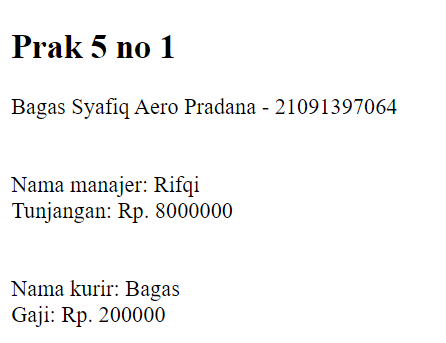 Prak 5 no 1
Bagas Syafiq Aero Pradana - 21091397064
Nama manajer: Rifqi
Tunjangan: Rp. 8000000
Nama kurir: Bagas
Gaji: Rp. 200000